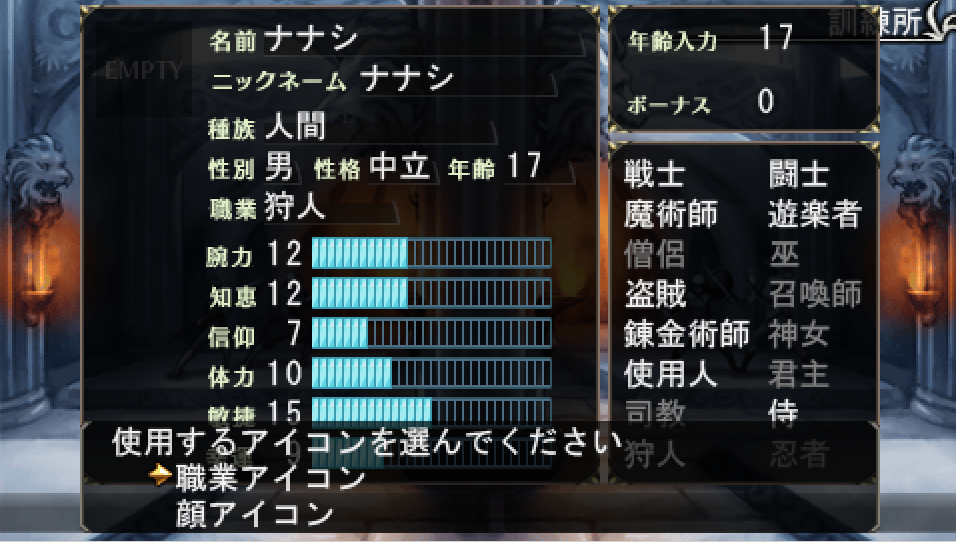 訓練所
EMPTY
名前 ナナシ
ニックネーム ナナシ
種族 人間
性別 男 性格 中立 年齢 17
職業 狩人
腕力 12
知恵 12
信仰 7
体力 10
敏捷 15
9
年齢入力 17
ボーナス 0
戦士 闘士
魔術師 遊楽者
僧侶 巫
盗賊 召喚師
錬金術師 神女
使用人 君主
司教 侍
狩人 忍者
使用するアイコンを選んでください
職業アイコン
顔アイコン